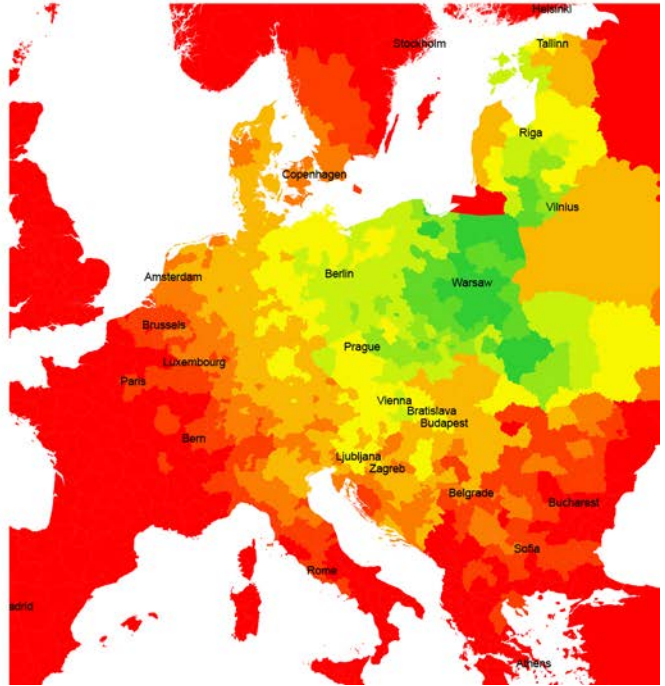 Helsinki
Stockholm
Tallinn
Riga
Copenhagen
Vilnius
Amsterdam
Berlin
Warsaw
Brussels
Prague
Luxembourg
Paris
Vienna
Bratislava
Budapest
Bern
Ljubljana
Zagreb
Belgrade
Bucharest
Sofia
Rome
adrid
Athens